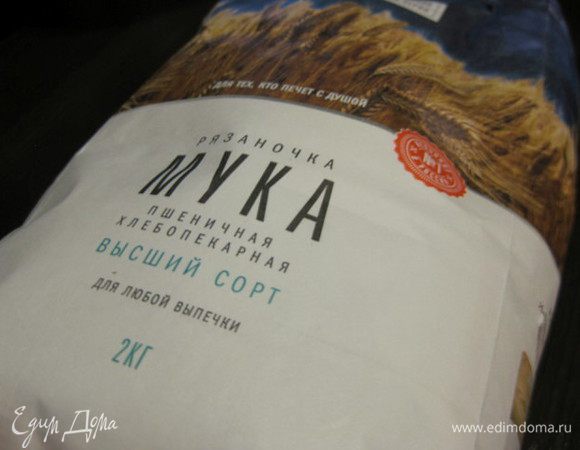 ДЛЯ ТЕХ, КТО ПЕЧЕТ С ДУШОЙ
РЯЗАНОЧКА
МУКА
ПШЕНИЧНАЯ
ХЛЕБОПЕКАРНАЯ
ВЫСШИЙ СОРТ
ДЛЯ ЛЮБОЙ ВЫПЕЧКИ
2КГ
Едим Дома
www.edimdoma.ru